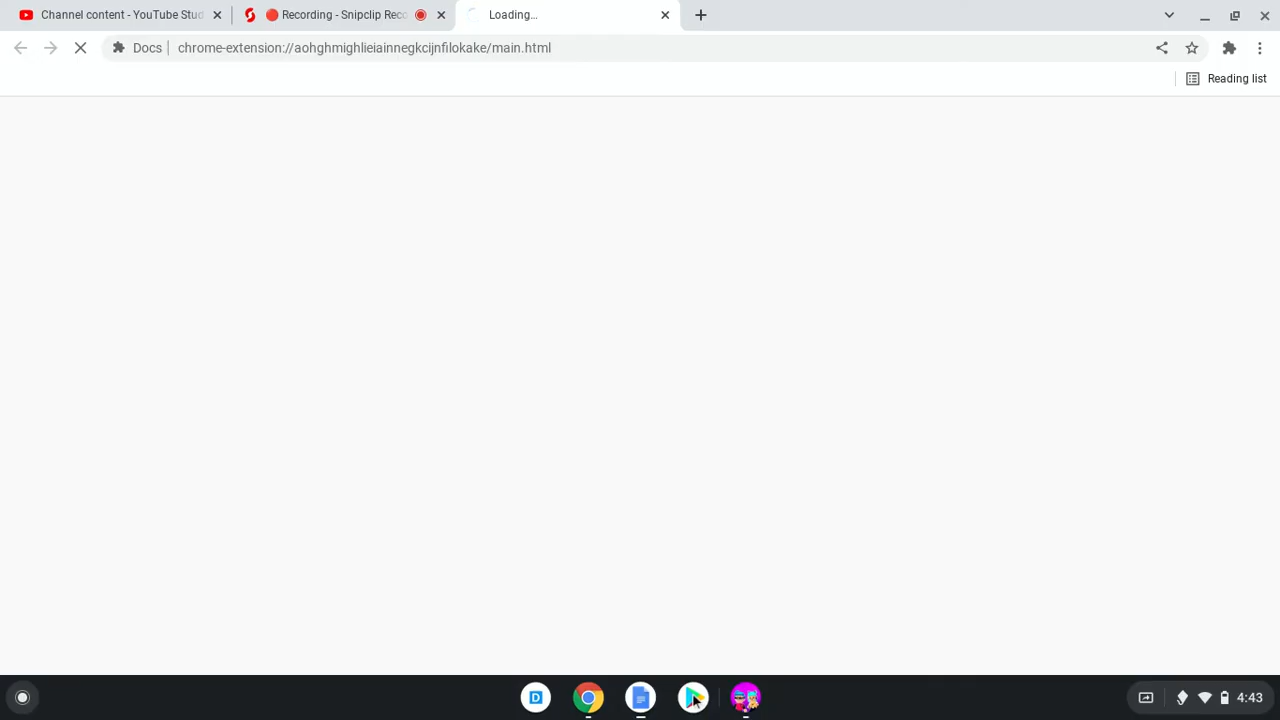 Channel content - YouTube Stud
Recording - Snipclip Reco
Loading...
Docs | chrome-extension://aohghmighlieiainnegkcijnfilokake/main.html
Reading list
D
4:43